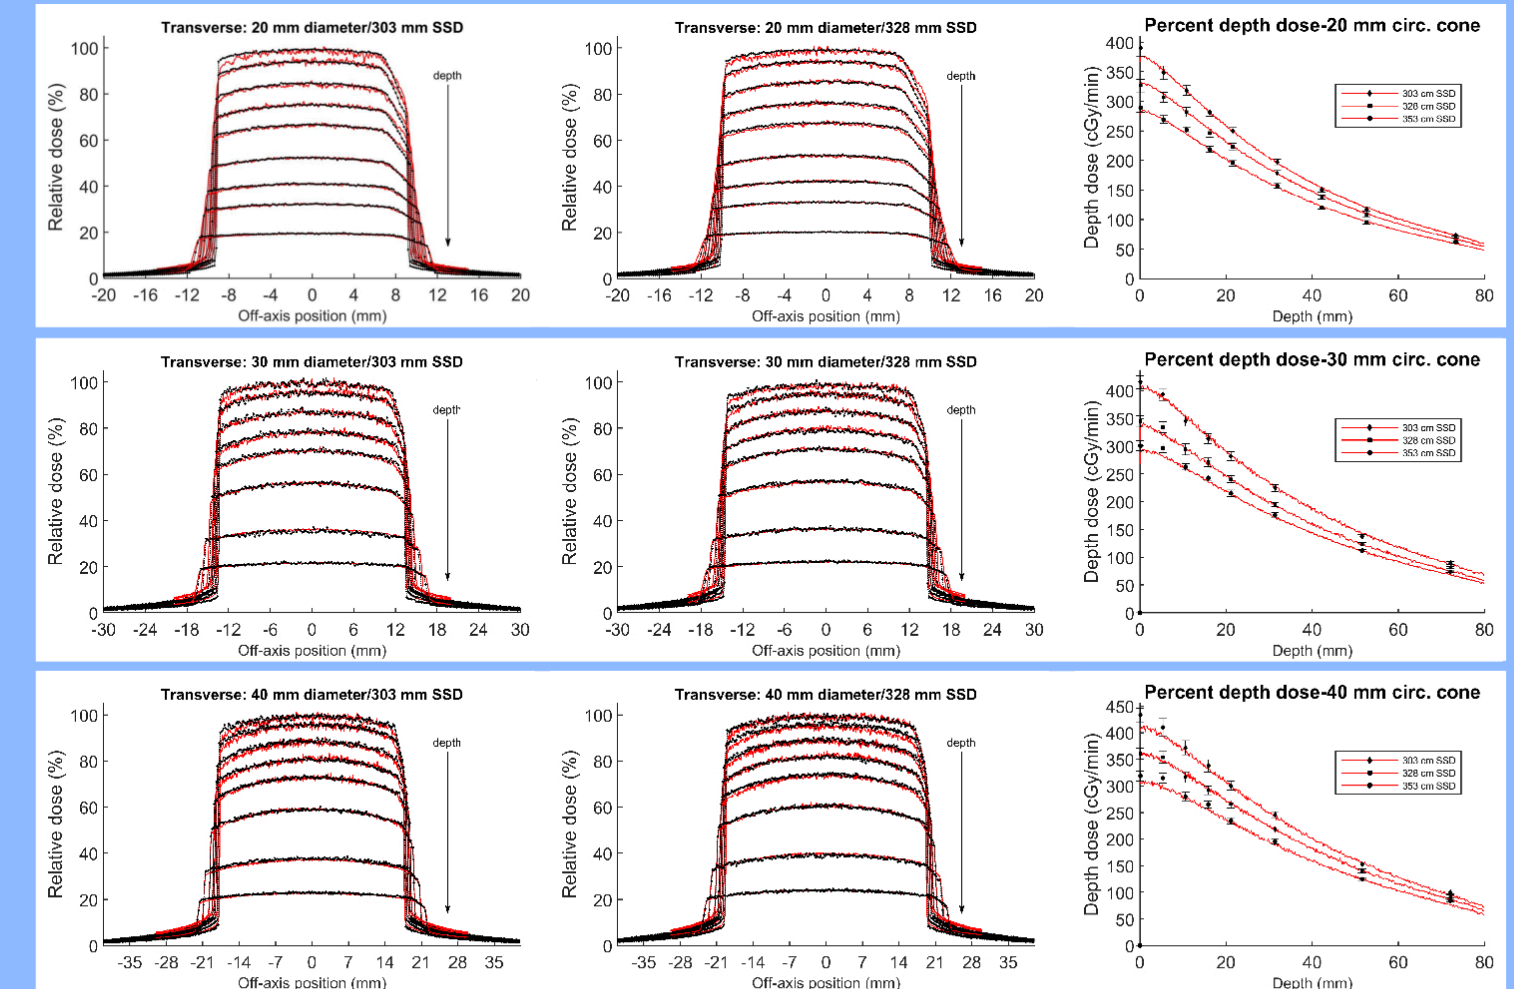 Transverse: 20 mm diameter/303 mm SSD
100
80
60
40
20
0
Relative dose (%)
depth
-20 -16 -12 -8 -4 0 4 8 12 16 20
Off-axis position (mm)
Transverse: 20 mm diameter/328 mm SSD
100
80
60
40
20
0
Relative dose (%)
depth
-20 -16 -12 -8 -4 0 4 8 12 16 20
Off-axis position (mm)
Percent depth dose-20 mm circ. cone
400
350
300
250
200
150
100
50
0
Depth dose (cGy/min)
303 cm SSD
328 cm SSD
353 cm SSD
0 20 40 60 80
Depth (mm)
Transverse: 30 mm diameter/303 mm SSD
100
80
60
40
20
0
Relative dose (%)
depth
-30 -24 -18 -12 -6 0 6 12 18 24 30
Off-axis position (mm)
Transverse: 30 mm diameter/328 mm SSD
100
80
60
40
20
0
Relative dose (%)
depth
-30 -24 -18 -12 -6 0 6 12 18 24 30
Off-axis position (mm)
Percent depth dose-30 mm circ. cone
400
350
300
250
200
150
100
50
0
Depth dose (cGy/min)
303 cm SSD
328 cm SSD
353 cm SSD
0 20 40 60 80
Depth (mm)
Transverse: 40 mm diameter/303 mm SSD
100
80
60
40
20
0
Relative dose (%)
depth
-35 -28 -21 -14 -7 0 7 14 21 28 35
Off-axis position (mm)
Transverse: 40 mm diameter/328 mm SSD
100
80
60
40
20
0
Relative dose (%)
depth
-35 -28 -21 -14 -7 0 7 14 21 28 35
Off-axis position (mm)
Percent depth dose-40 mm circ. cone
450
400
350
300
250
200
150
100
50
0
Depth dose (cGy/min)
303 cm SSD
328 cm SSD
353 cm SSD
0 20 40 60 80
Depth (mm)